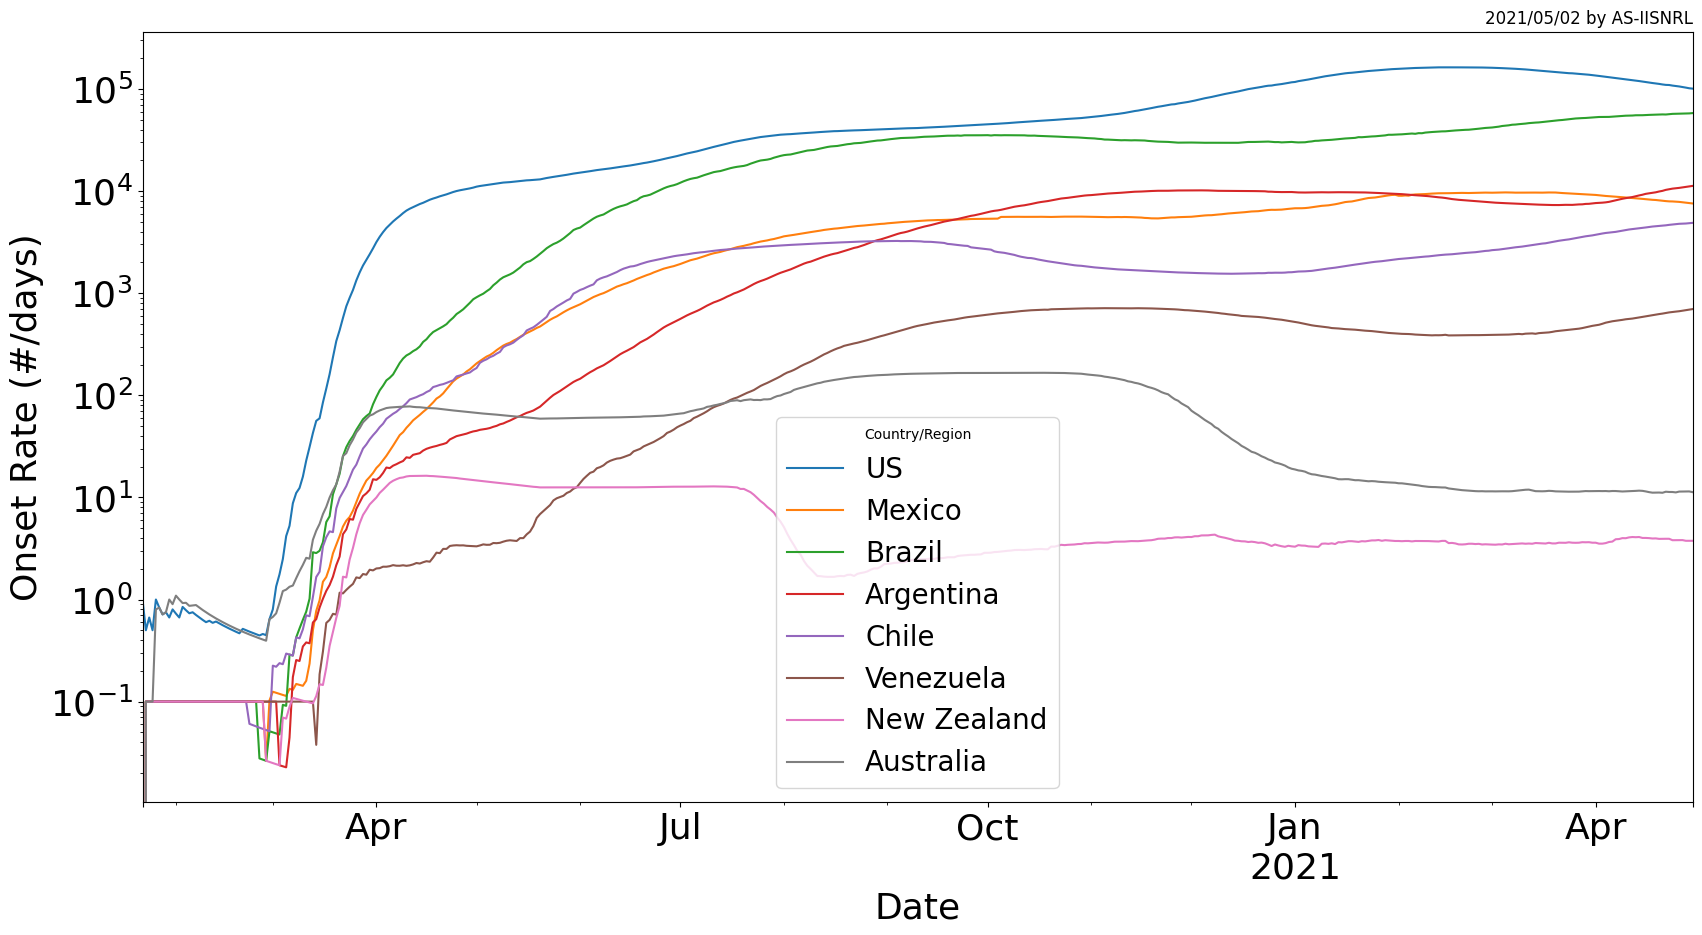 2021/05/02 by AS-IISNRL
Onset Rate (#/days)
10^5
10^4
10^3
10^2
10^1
10^0
10^−1
Country/Region
US
Mexico
Brazil
Argentina
Chile
Venezuela
New Zealand
Australia
Apr Jul Oct Jan Apr
2021
Date